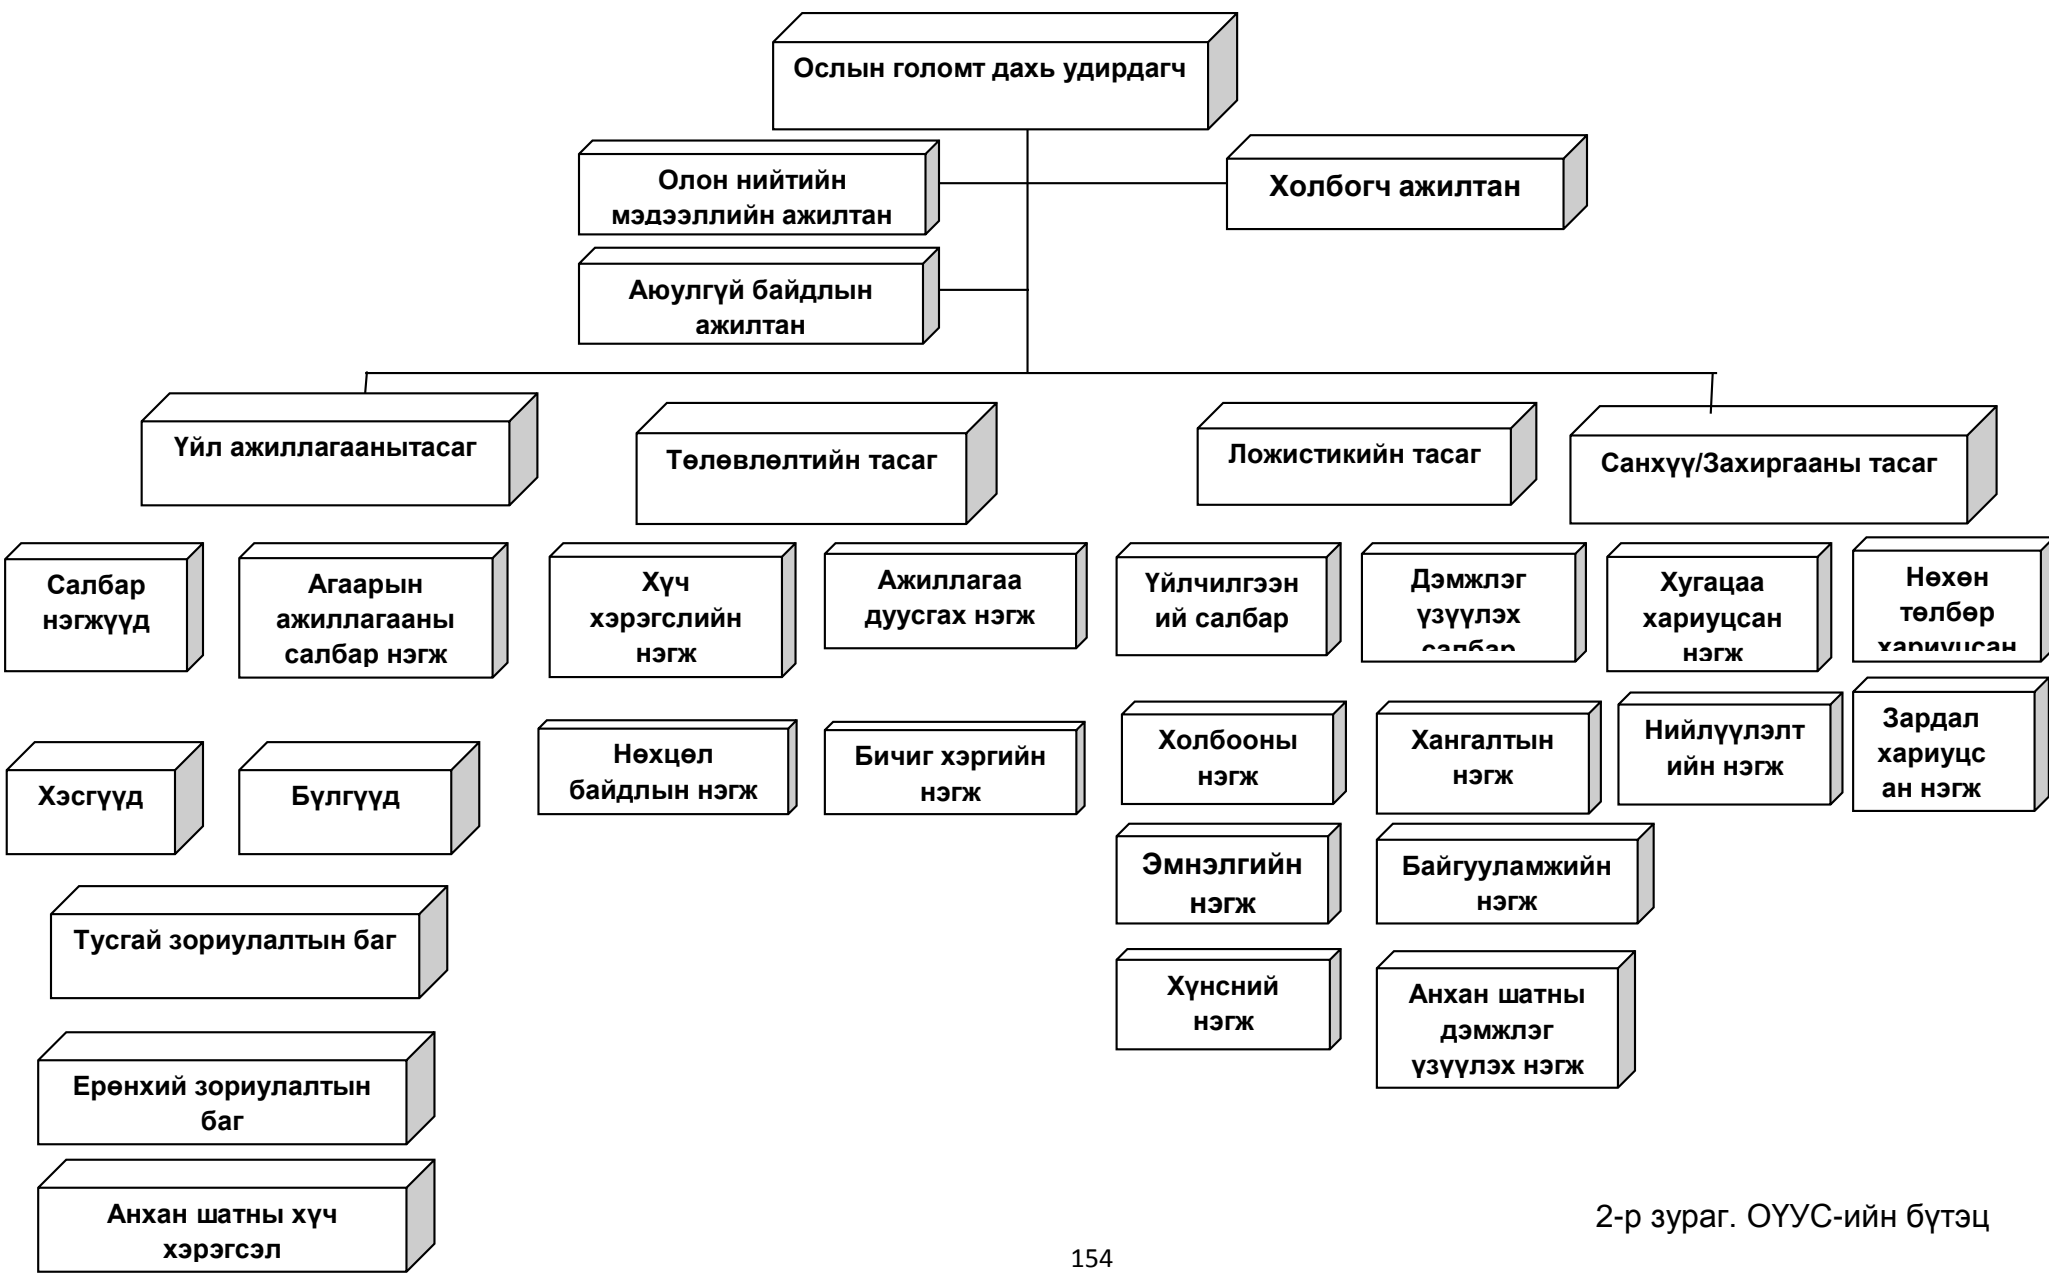 Ослын голомт дахь удирдагч
Олон нийтийн
мэдээллийн ажилтан
Холбогч ажилтан
Аюулгүй байдлын
ажилтан
Үйл ажиллагаанытасаг
Төлөвлөлтийн тасаг
Ложистикийн тасаг
Санхүү/Захиргааны тасаг
Салбар
нэгжүүд
Агаарын
ажиллагааны
салбар нэгж
Хүч
хэрэгслийн
нэгж
Ажиллагаа
дуусгах нэгж
Үйлчилгээн
ий салбар
Дэмжлэг
үзүүлэх
салбар
Хугацаа
хариуцсан
нэгж
Нөхөн
төлбөр
хариуцсан
Хэсгүүд
Бүлгүүд
Нөхцөл
байдлын нэгж
Бичиг хэргийн
нэгж
Холбооны
нэгж
Хангалтын
нэгж
Нийлүүлэлт
ийн нэгж
Зардал
хариуцс
ан нэгж
Эмнэлгийн
нэгж
Байгууламжийн
нэгж
Тусгай зориулалтын баг
Хүнсний
нэгж
Анхан шатны
дэмжлэг
үзүүлэх нэгж
Ерөнхий зориулалтын
баг
Анхан шатны хүч
хэрэгсэл
2-р зураг. ОҮУС-ийн бүтэц
154